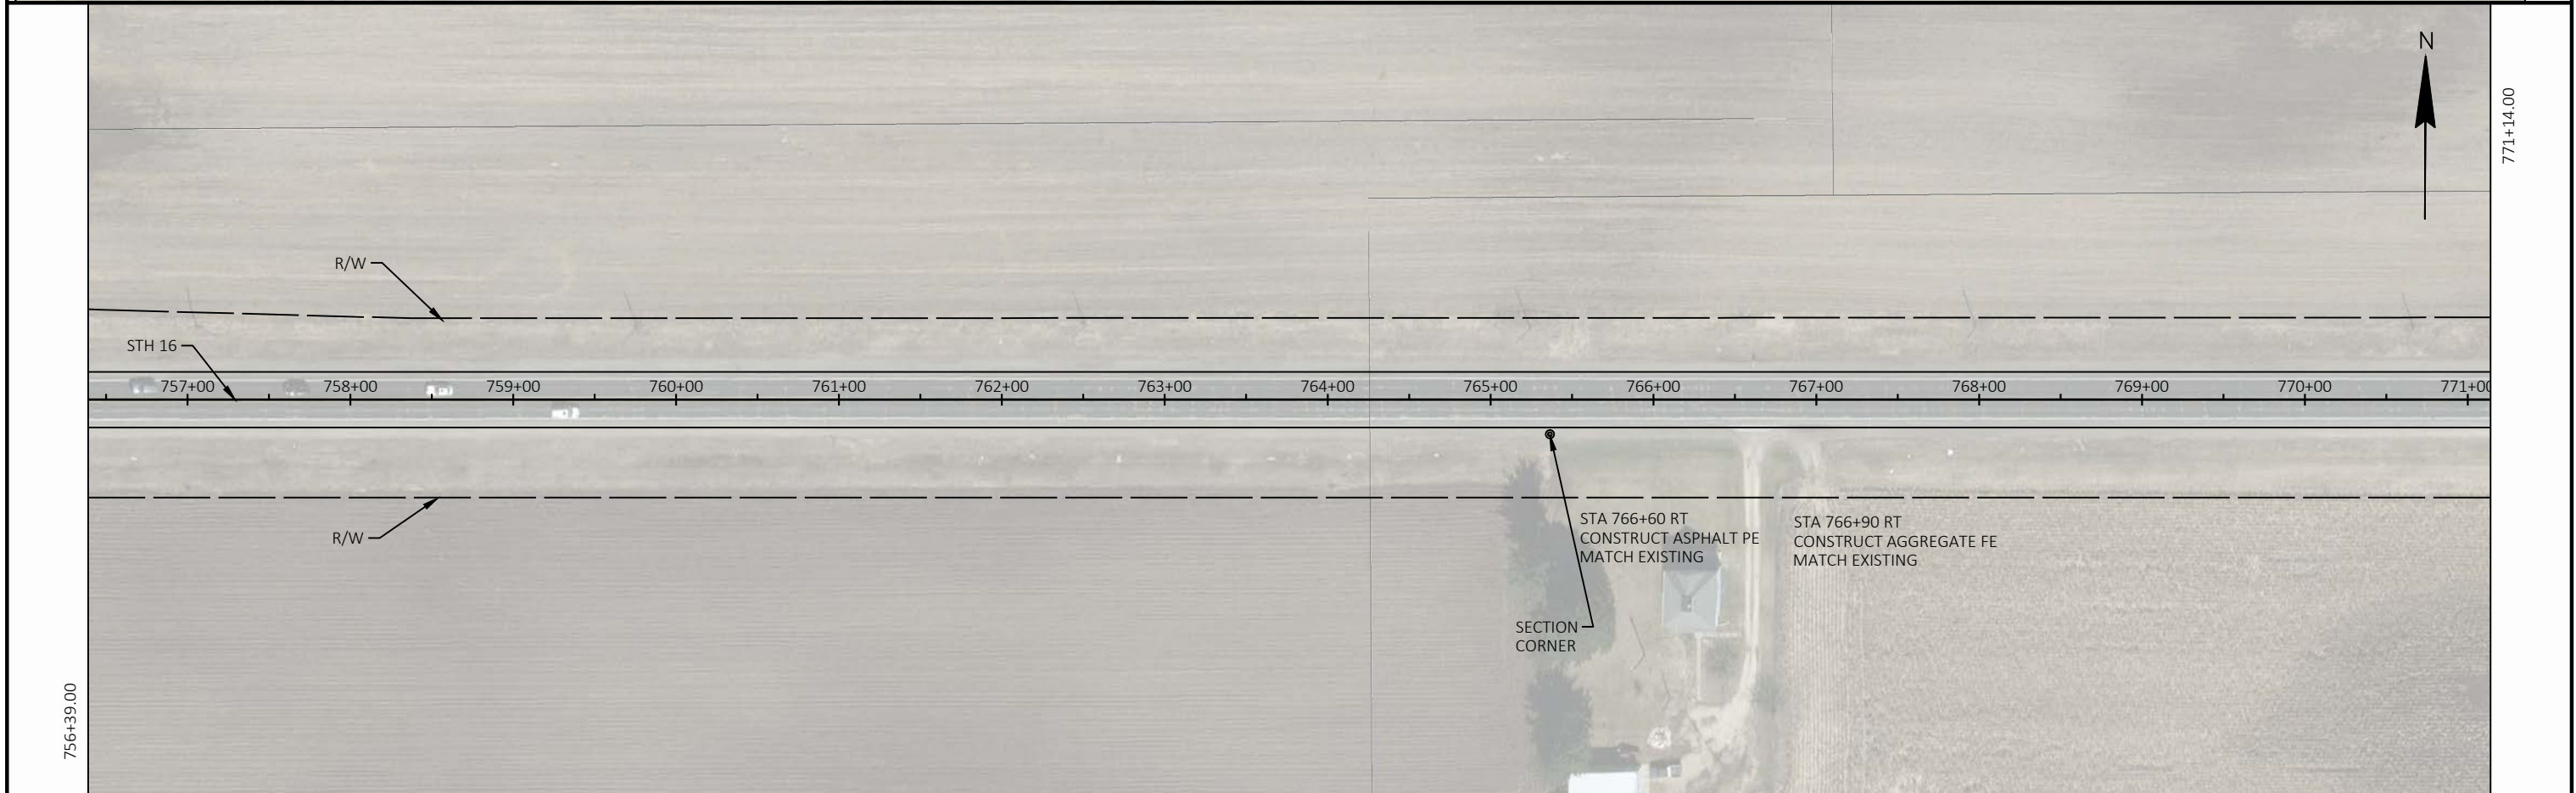 N
771+14.00
R/W
STH 16
757+00 758+00 759+00 760+00 761+00 762+00 763+00 764+00 765+00 766+00 767+00 768+00 769+00 770+00 771+00
R/W
STA 766+60 RT
CONSTRUCT ASPHALT PE
MATCH EXISTING
STA 766+90 RT
CONSTRUCT AGGREGATE FE
MATCH EXISTING
SECTION
CORNER
756+39.00